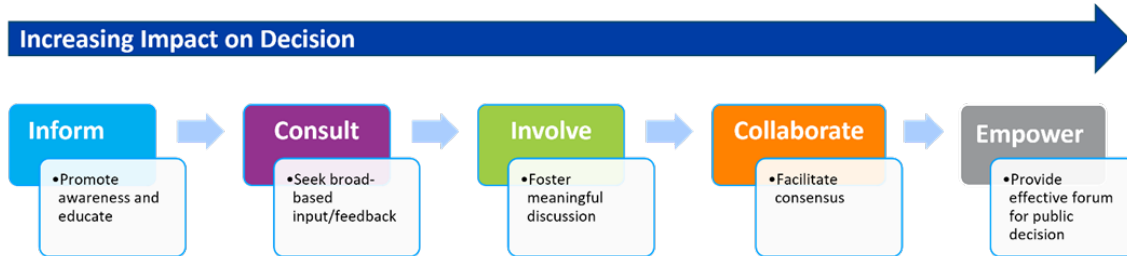 Increasing Impact on Decision
Inform
•Promote
awareness and
educate
Consult
•Seek broad-
based
input/feedback
Involve
•Foster
meaningful
discussion
Collaborate
•Facilitate
consensus
Empower
•Provide
effective forum
for public
decision